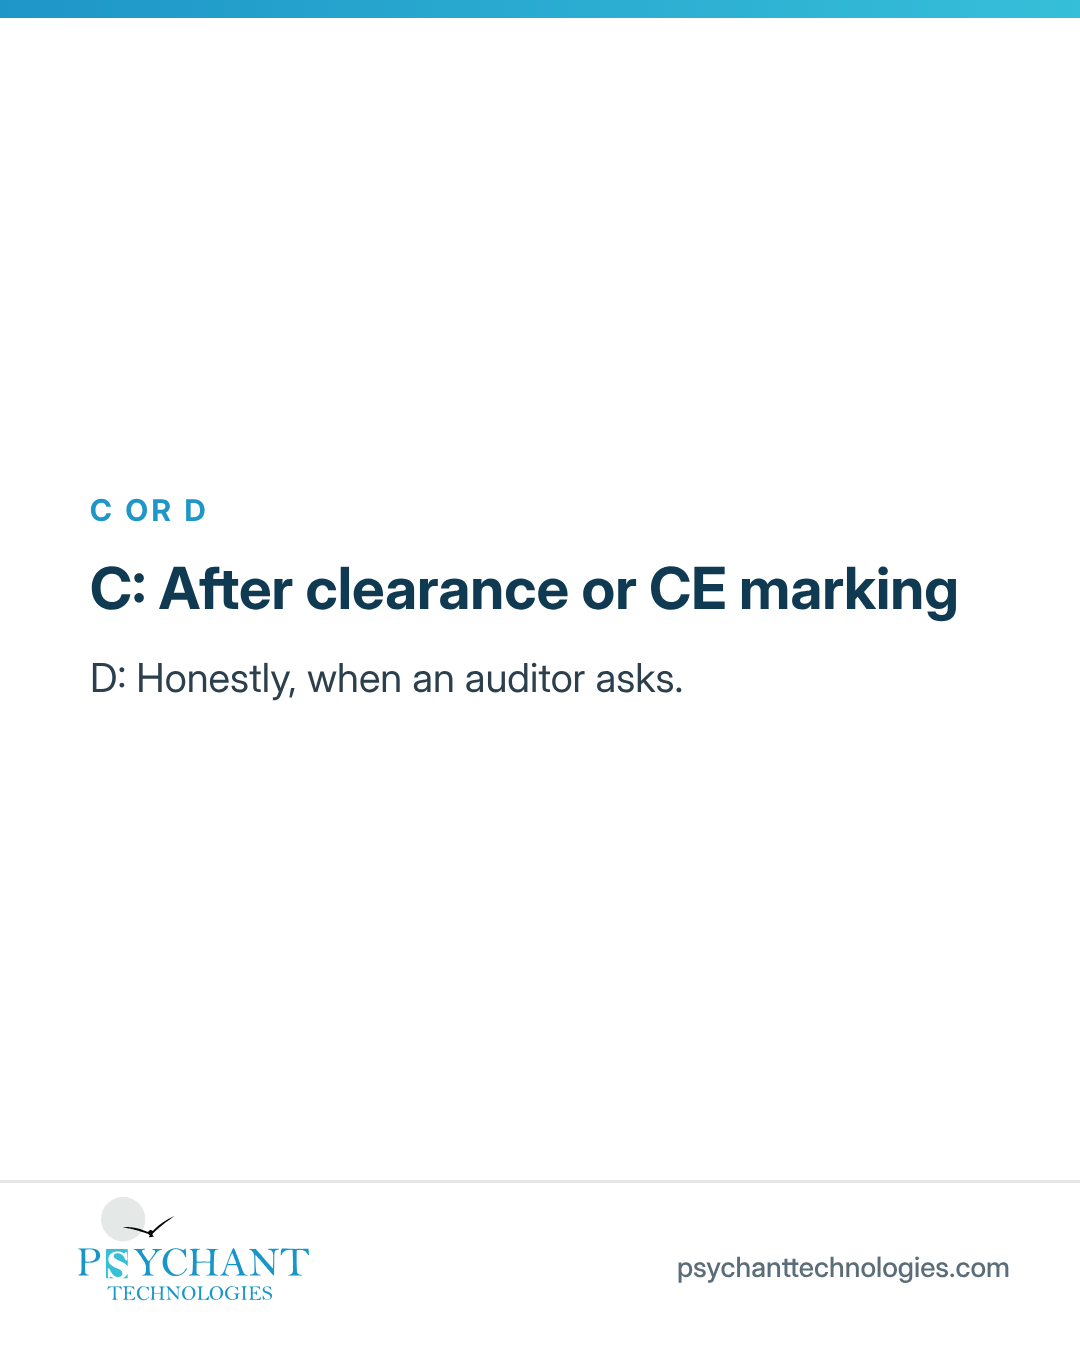 C OR D
C: After clearance or CE marking
D: Honestly, when an auditor asks.
PSYCHANT
TECHNOLOGIES
psychanttechnologies.com